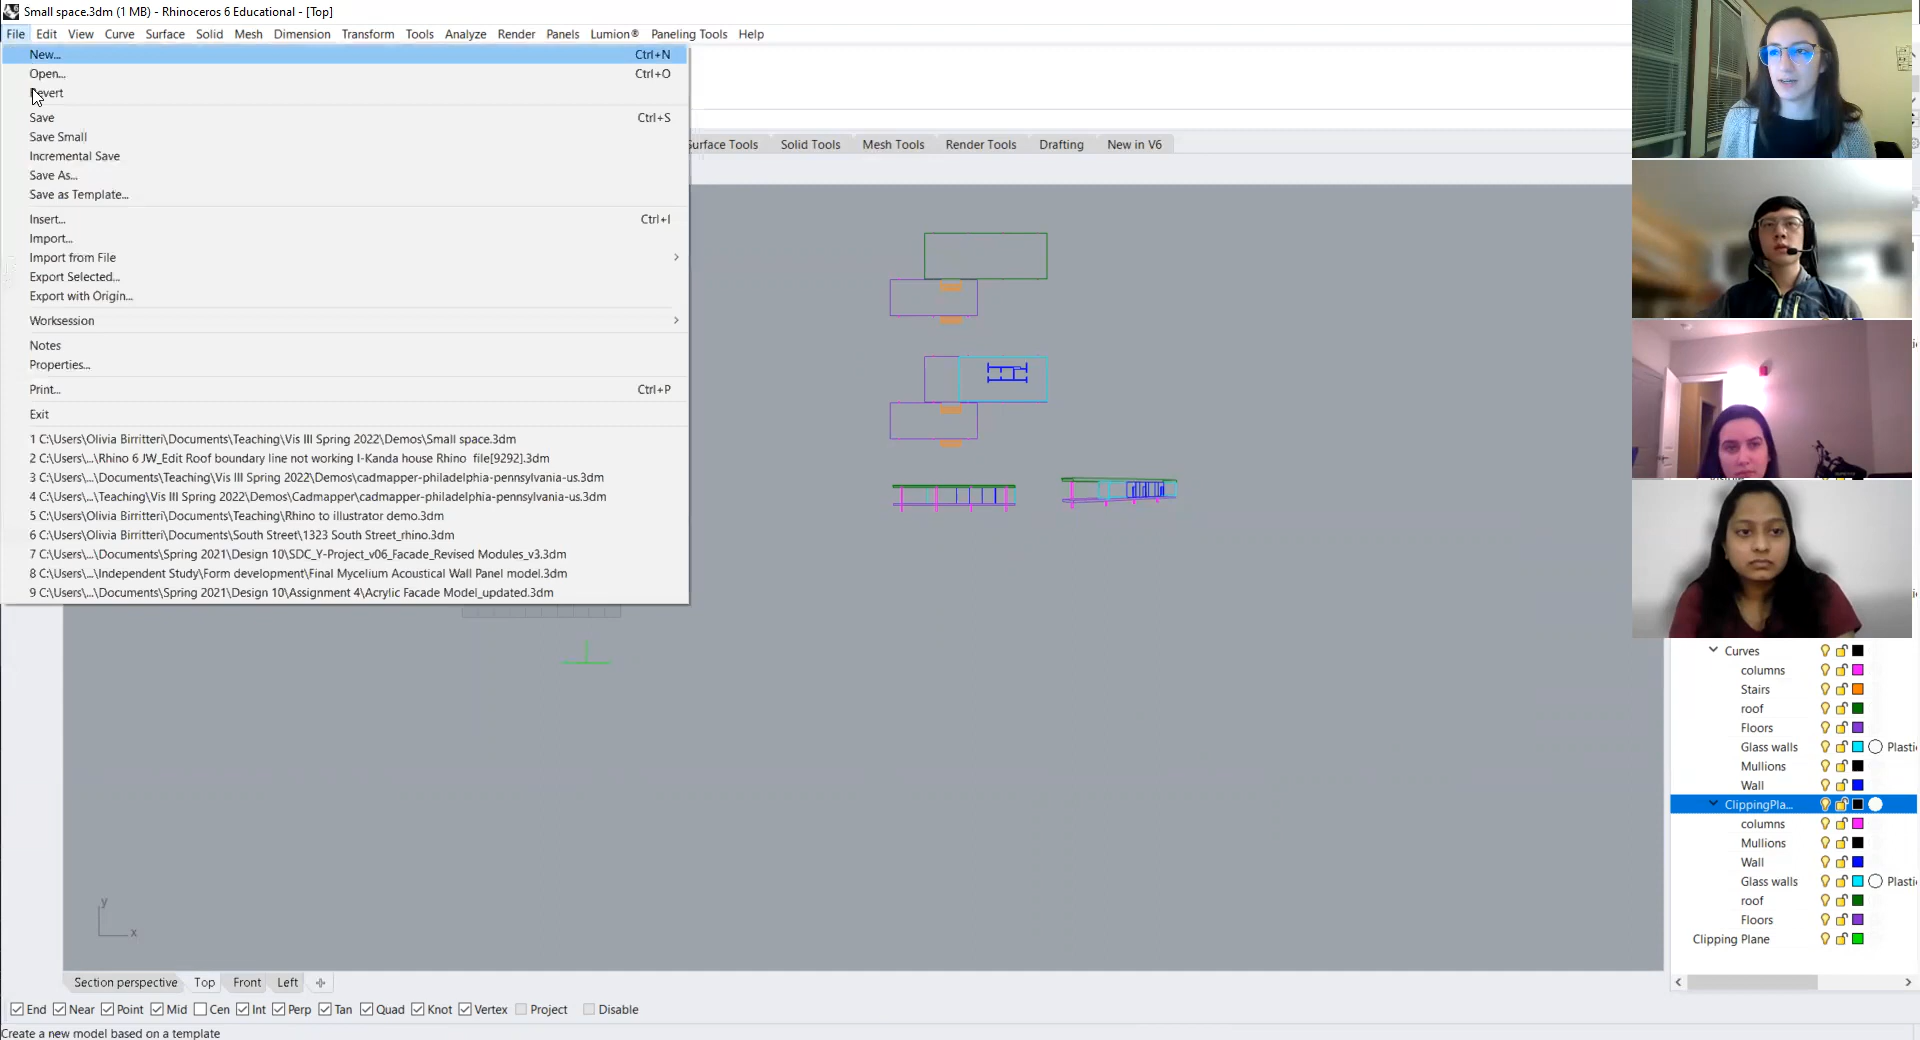 Small space.3dm (1 MB) - Rhinoceros 6 Educational - [Top]
File Edit View Curve Surface Solid Mesh Dimension Transform Tools Analyze Render Panels Lumion® Paneling Tools Help
New... Ctrl+N
Open... Ctrl+O
evert
Save Ctrl+S
Save Small
Incremental Save
Save As...
Save as Template...
Insert... Ctrl+I
Import...
Import from File
Export Selected...
Export with Origin...
Worksession
Notes
Properties...
Print... Ctrl+P
Exit
1 C:\Users\Olivia Birritteri\Documents\Teaching\Vis III Spring 2022\Demos\Small space.3dm
2 C:\Users\...\Rhino 6 JW_Edit Roof boundary line not working I-Kanda house Rhino file[9292].3dm
3 C:\Users\...\Documents\Teaching\Vis III Spring 2022\Demos\cadmapper-philadelphia-pennsylvania-us.3dm
4 C:\Users\...\Teaching\Vis III Spring 2022\Demos\Cadmapper\cadmapper-philadelphia-pennsylvania-us.3dm
5 C:\Users\Olivia Birritteri\Documents\Teaching\Rhino to illustrator demo.3dm
6 C:\Users\Olivia Birritteri\Documents\South Street\1323 South Street_rhino.3dm
7 C:\Users\...\Documents\Spring 2021\Design 10\SDC_Y-Project_v06_Facade_Revised Modules_v3.3dm
8 C:\Users\...\Independent Study\Form development\Final Mycelium Acoustical Wall Panel model.3dm
9 C:\Users\...\Documents\Spring 2021\Design 10\Assignment 4\Acrylic Facade Model_updated.3dm
urface Tools Solid Tools Mesh Tools Render Tools Drafting New in V6
Curves
columns
Stairs
roof
Floors
Glass walls Plasti
Mullions
Wall
ClippingPla...
columns
Mullions
Wall
Glass walls Plasti
roof
Floors
Clipping Plane
y
x
Section perspective Top Front Left
End Near Point Mid Cen Int Perp Tan Quad Knot Vertex Project Disable
Create a new model based on a template